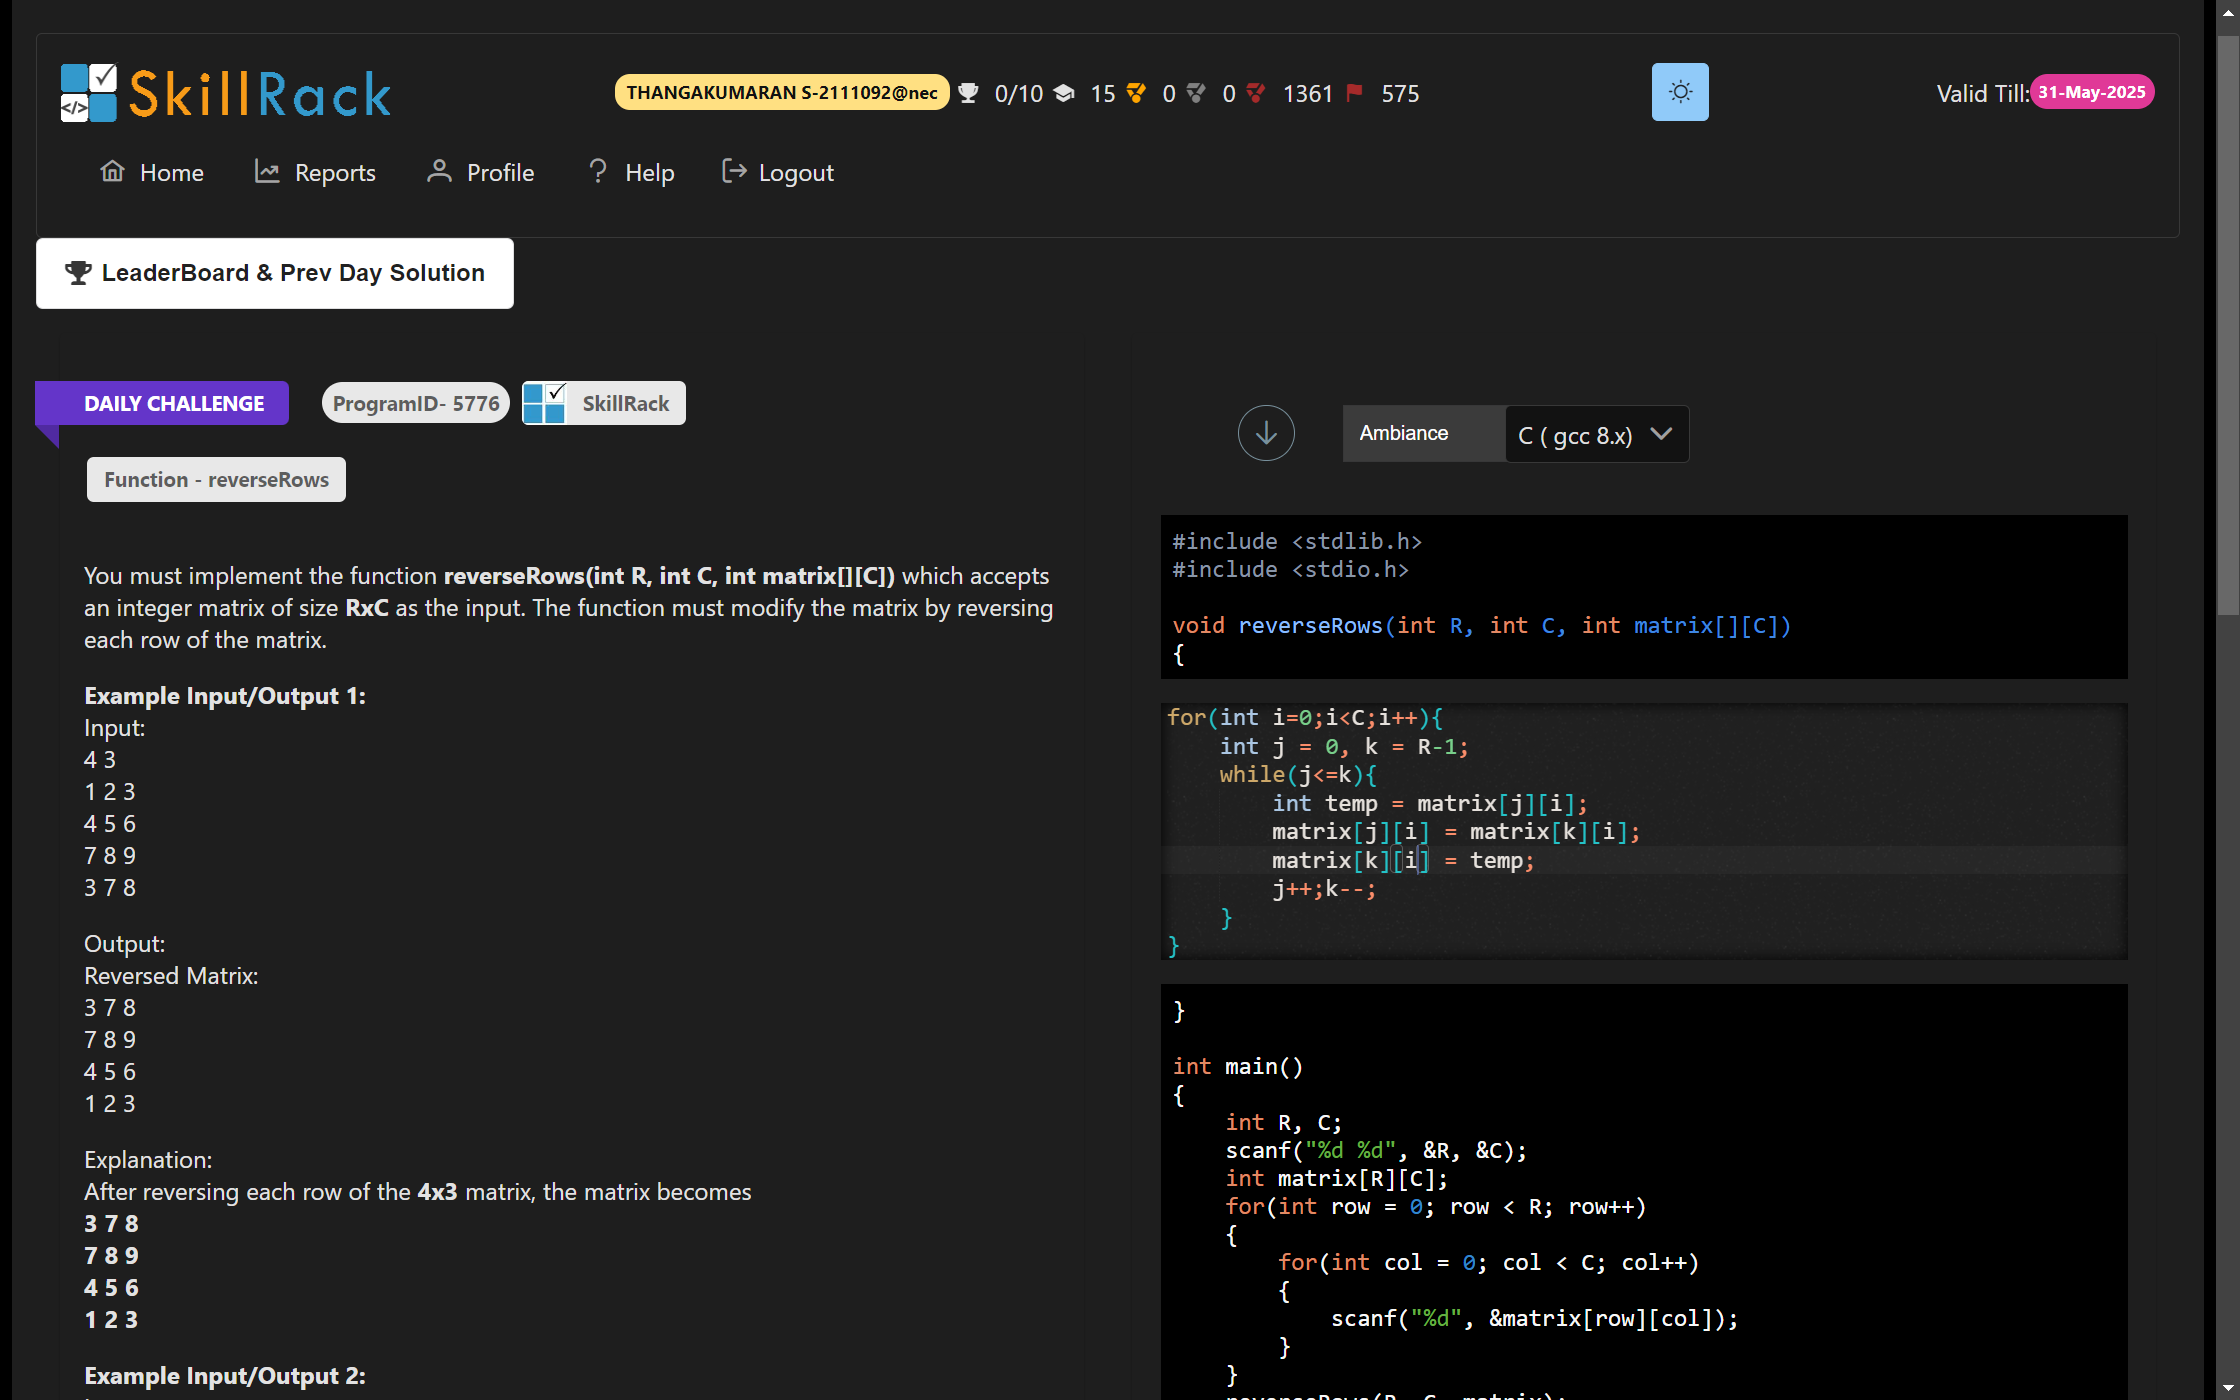 SkillRack
THANGAKUMARAN S-2111092@nec 0/10 15 0 0 1361 575
Valid Till: 31-May-2025
Home Reports Profile Help Logout
LeaderBoard & Prev Day Solution
DAILY CHALLENGE ProgramID- 5776 SkillRack
Function - reverseRows
You must implement the function reverseRows(int R, int C, int matrix[][C]) which accepts
an integer matrix of size RxC as the input. The function must modify the matrix by reversing
each row of the matrix.
Example Input/Output 1:
Input:
4 3
1 2 3
4 5 6
7 8 9
3 7 8
Output:
Reversed Matrix:
3 7 8
7 8 9
4 5 6
1 2 3
Explanation:
After reversing each row of the 4x3 matrix, the matrix becomes
3 7 8
7 8 9
4 5 6
1 2 3
Example Input/Output 2:
Ambiance C ( gcc 8.x)
#include <stdlib.h>
#include <stdio.h>
void reverseRows(int R, int C, int matrix[][C])
{
for(int i=0;i<C;i++){
    int j = 0, k = R-1;
    while(j<=k){
        int temp = matrix[j][i];
        matrix[j][i] = matrix[k][i];
        matrix[k][i] = temp;
        j++;k--;
    }
}
}
int main()
{
    int R, C;
    scanf("%d %d", &R, &C);
    int matrix[R][C];
    for(int row = 0; row < R; row++)
    {
        for(int col = 0; col < C; col++)
        {
            scanf("%d", &matrix[row][col]);
        }
    }
    reverseRows(R, C, matrix);